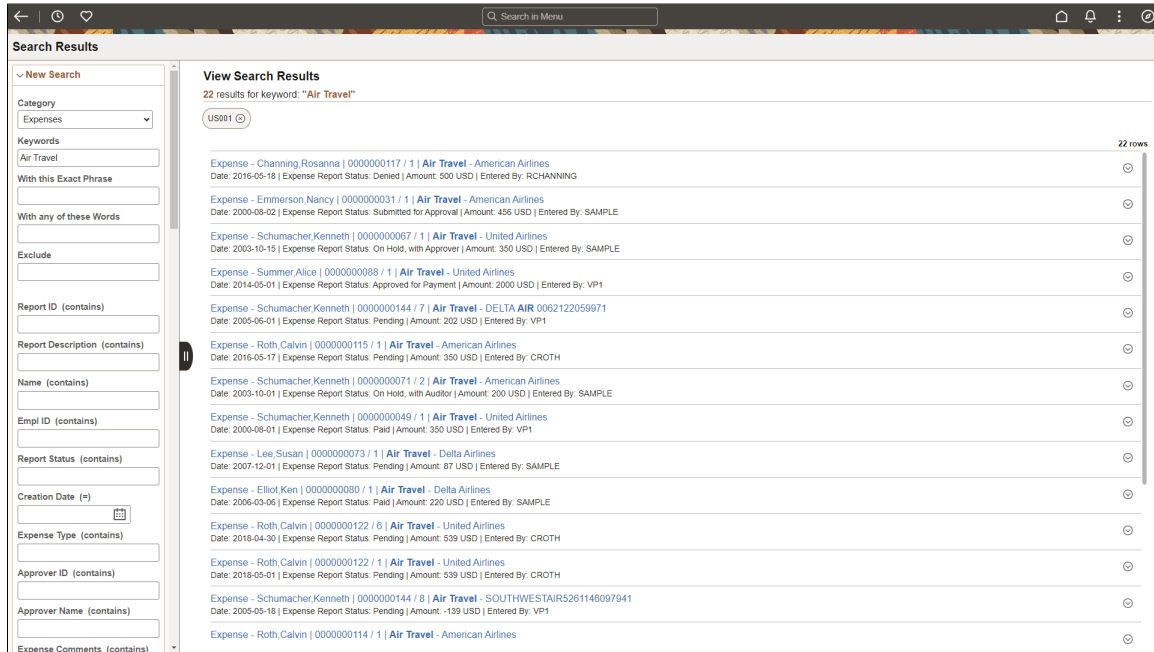 Search in Menu
Search Results
New Search
Category
Expenses
Keywords
Air Travel
With this Exact Phrase
With any of these Words
Exclude
Report ID (contains)
Report Description (contains)
Name (contains)
Empl ID (contains)
Report Status (contains)
Creation Date (=)
Expense Type (contains)
Approver ID (contains)
Approver Name (contains)
Expense Comments (contains)
View Search Results
22 results for keyword: "Air Travel"
US001
22 rows
Expense - Channing,Rosanna | 0000000117 / 1 | Air Travel - American Airlines
Date: 2016-05-18 | Expense Report Status: Denied | Amount: 500 USD | Entered By: RCHANNING
Expense - Emmerson,Nancy | 0000000031 / 1 | Air Travel - American Airlines
Date: 2000-08-02 | Expense Report Status: Submitted for Approval | Amount: 456 USD | Entered By: SAMPLE
Expense - Schumacher,Kenneth | 0000000067 / 1 | Air Travel - United Airlines
Date: 2003-10-15 | Expense Report Status: On Hold, with Approver | Amount: 350 USD | Entered By: SAMPLE
Expense - Summer,Alice | 0000000088 / 1 | Air Travel - United Airlines
Date: 2014-05-01 | Expense Report Status: Approved for Payment | Amount: 2000 USD | Entered By: VP1
Expense - Schumacher,Kenneth | 0000000144 / 7 | Air Travel - DELTA AIR 0062122059971
Date: 2005-06-01 | Expense Report Status: Pending | Amount: 202 USD | Entered By: VP1
Expense - Roth,Calvin | 0000000115 / 1 | Air Travel - American Airlines
Date: 2016-05-17 | Expense Report Status: Pending | Amount: 350 USD | Entered By: CROTH
Expense - Schumacher,Kenneth | 0000000071 / 2 | Air Travel - American Airlines
Date: 2003-10-01 | Expense Report Status: On Hold, with Auditor | Amount: 200 USD | Entered By: SAMPLE
Expense - Schumacher,Kenneth | 0000000049 / 1 | Air Travel - United Airlines
Date: 2000-08-01 | Expense Report Status: Paid | Amount: 350 USD | Entered By: VP1
Expense - Lee,Susan | 0000000073 / 1 | Air Travel - Delta Airlines
Date: 2007-12-01 | Expense Report Status: Pending | Amount: 87 USD | Entered By: SAMPLE
Expense - Elliot,Ken | 0000000080 / 1 | Air Travel - Delta Airlines
Date: 2006-03-06 | Expense Report Status: Paid | Amount: 220 USD | Entered By: SAMPLE
Expense - Roth,Calvin | 0000000122 / 6 | Air Travel - United Airlines
Date: 2018-04-30 | Expense Report Status: Pending | Amount: 539 USD | Entered By: CROTH
Expense - Roth,Calvin | 0000000122 / 1 | Air Travel - United Airlines
Date: 2018-05-01 | Expense Report Status: Pending | Amount: 539 USD | Entered By: CROTH
Expense - Schumacher,Kenneth | 0000000144 / 8 | Air Travel - SOUTHWESTAIR5261146097941
Date: 2005-05-18 | Expense Report Status: Pending | Amount: -139 USD | Entered By: VP1
Expense - Roth,Calvin | 0000000114 / 1 | Air Travel - American Airlines